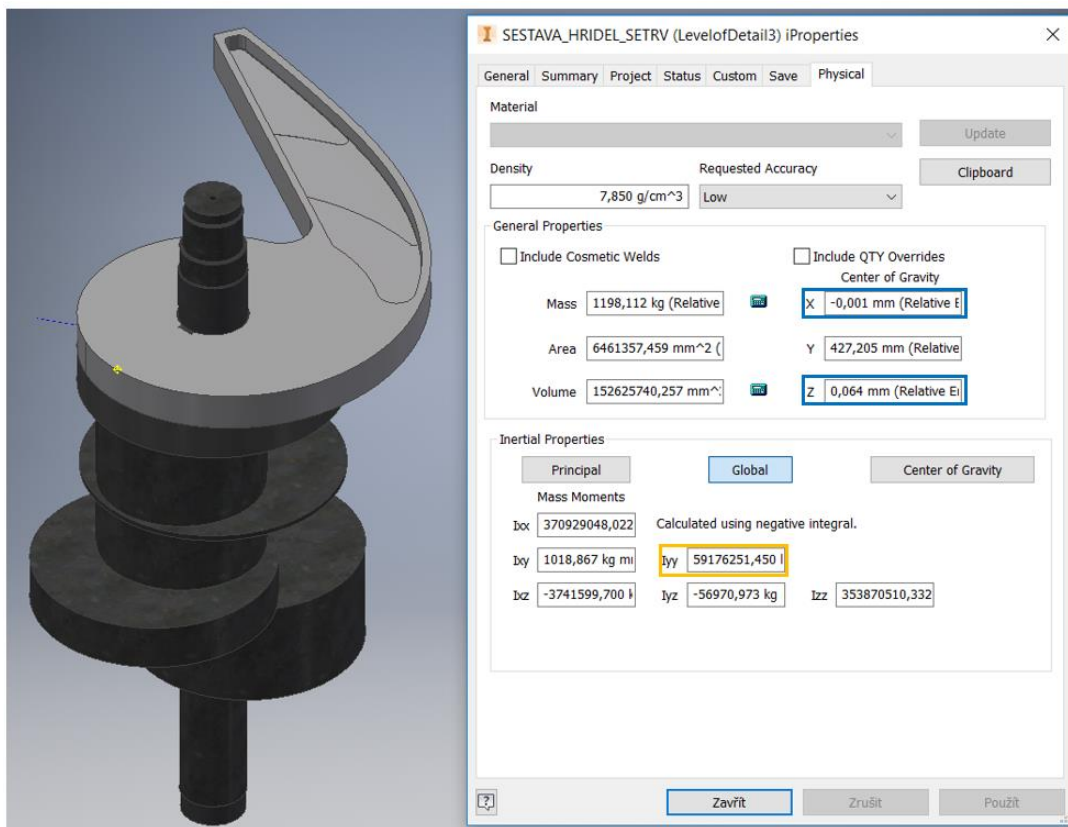 SESTAVA_HRIDEL_SETRV (LevelofDetail3) iProperties
General Summary Project Status Custom Save Physical
Material
Update
Density Requested Accuracy Clipboard
7,850 g/cm^3 Low
General Properties
Include Cosmetic Welds Include QTY Overrides
Center of Gravity
Mass 1198,112 kg (Relative X -0,001 mm (Relative E
Area 6461357,459 mm^2 ( Y 427,205 mm (Relative
Volume 152625740,257 mm^ Z 0,064 mm (Relative Er
Inertial Properties
Principal Global Center of Gravity
Mass Moments
Ixx 370929048,022 Calculated using negative integral.
Ixy 1018,867 kg m Iyy 59176251,450
Ixz -3741599,700 k Iyz -56970,973 kg Izz 353870510,332
? Zavřít Zrušit Použít